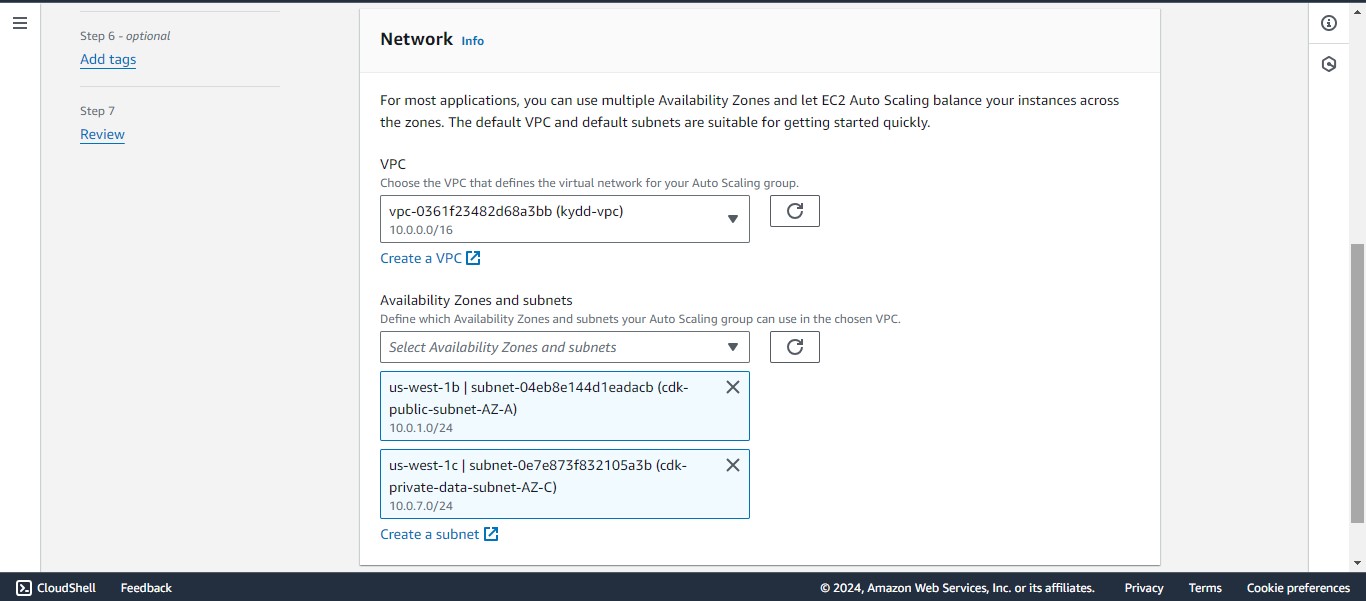 Step 6 - optional
Add tags
Step 7
Review
Network Info
For most applications, you can use multiple Availability Zones and let EC2 Auto Scaling balance your instances across
the zones. The default VPC and default subnets are suitable for getting started quickly.
VPC
Choose the VPC that defines the virtual network for your Auto Scaling group.
vpc-0361f23482d68a3bb (kydd-vpc)
10.0.0.0/16
Create a VPC
Availability Zones and subnets
Define which Availability Zones and subnets your Auto Scaling group can use in the chosen VPC.
Select Availability Zones and subnets
us-west-1b | subnet-04eb8e144d1eadacb (cdk-
public-subnet-AZ-A)
10.0.1.0/24
us-west-1c | subnet-0e7e873f832105a3b (cdk-
private-data-subnet-AZ-C)
10.0.7.0/24
Create a subnet
CloudShell Feedback © 2024, Amazon Web Services, Inc. or its affiliates. Privacy Terms Cookie preferences